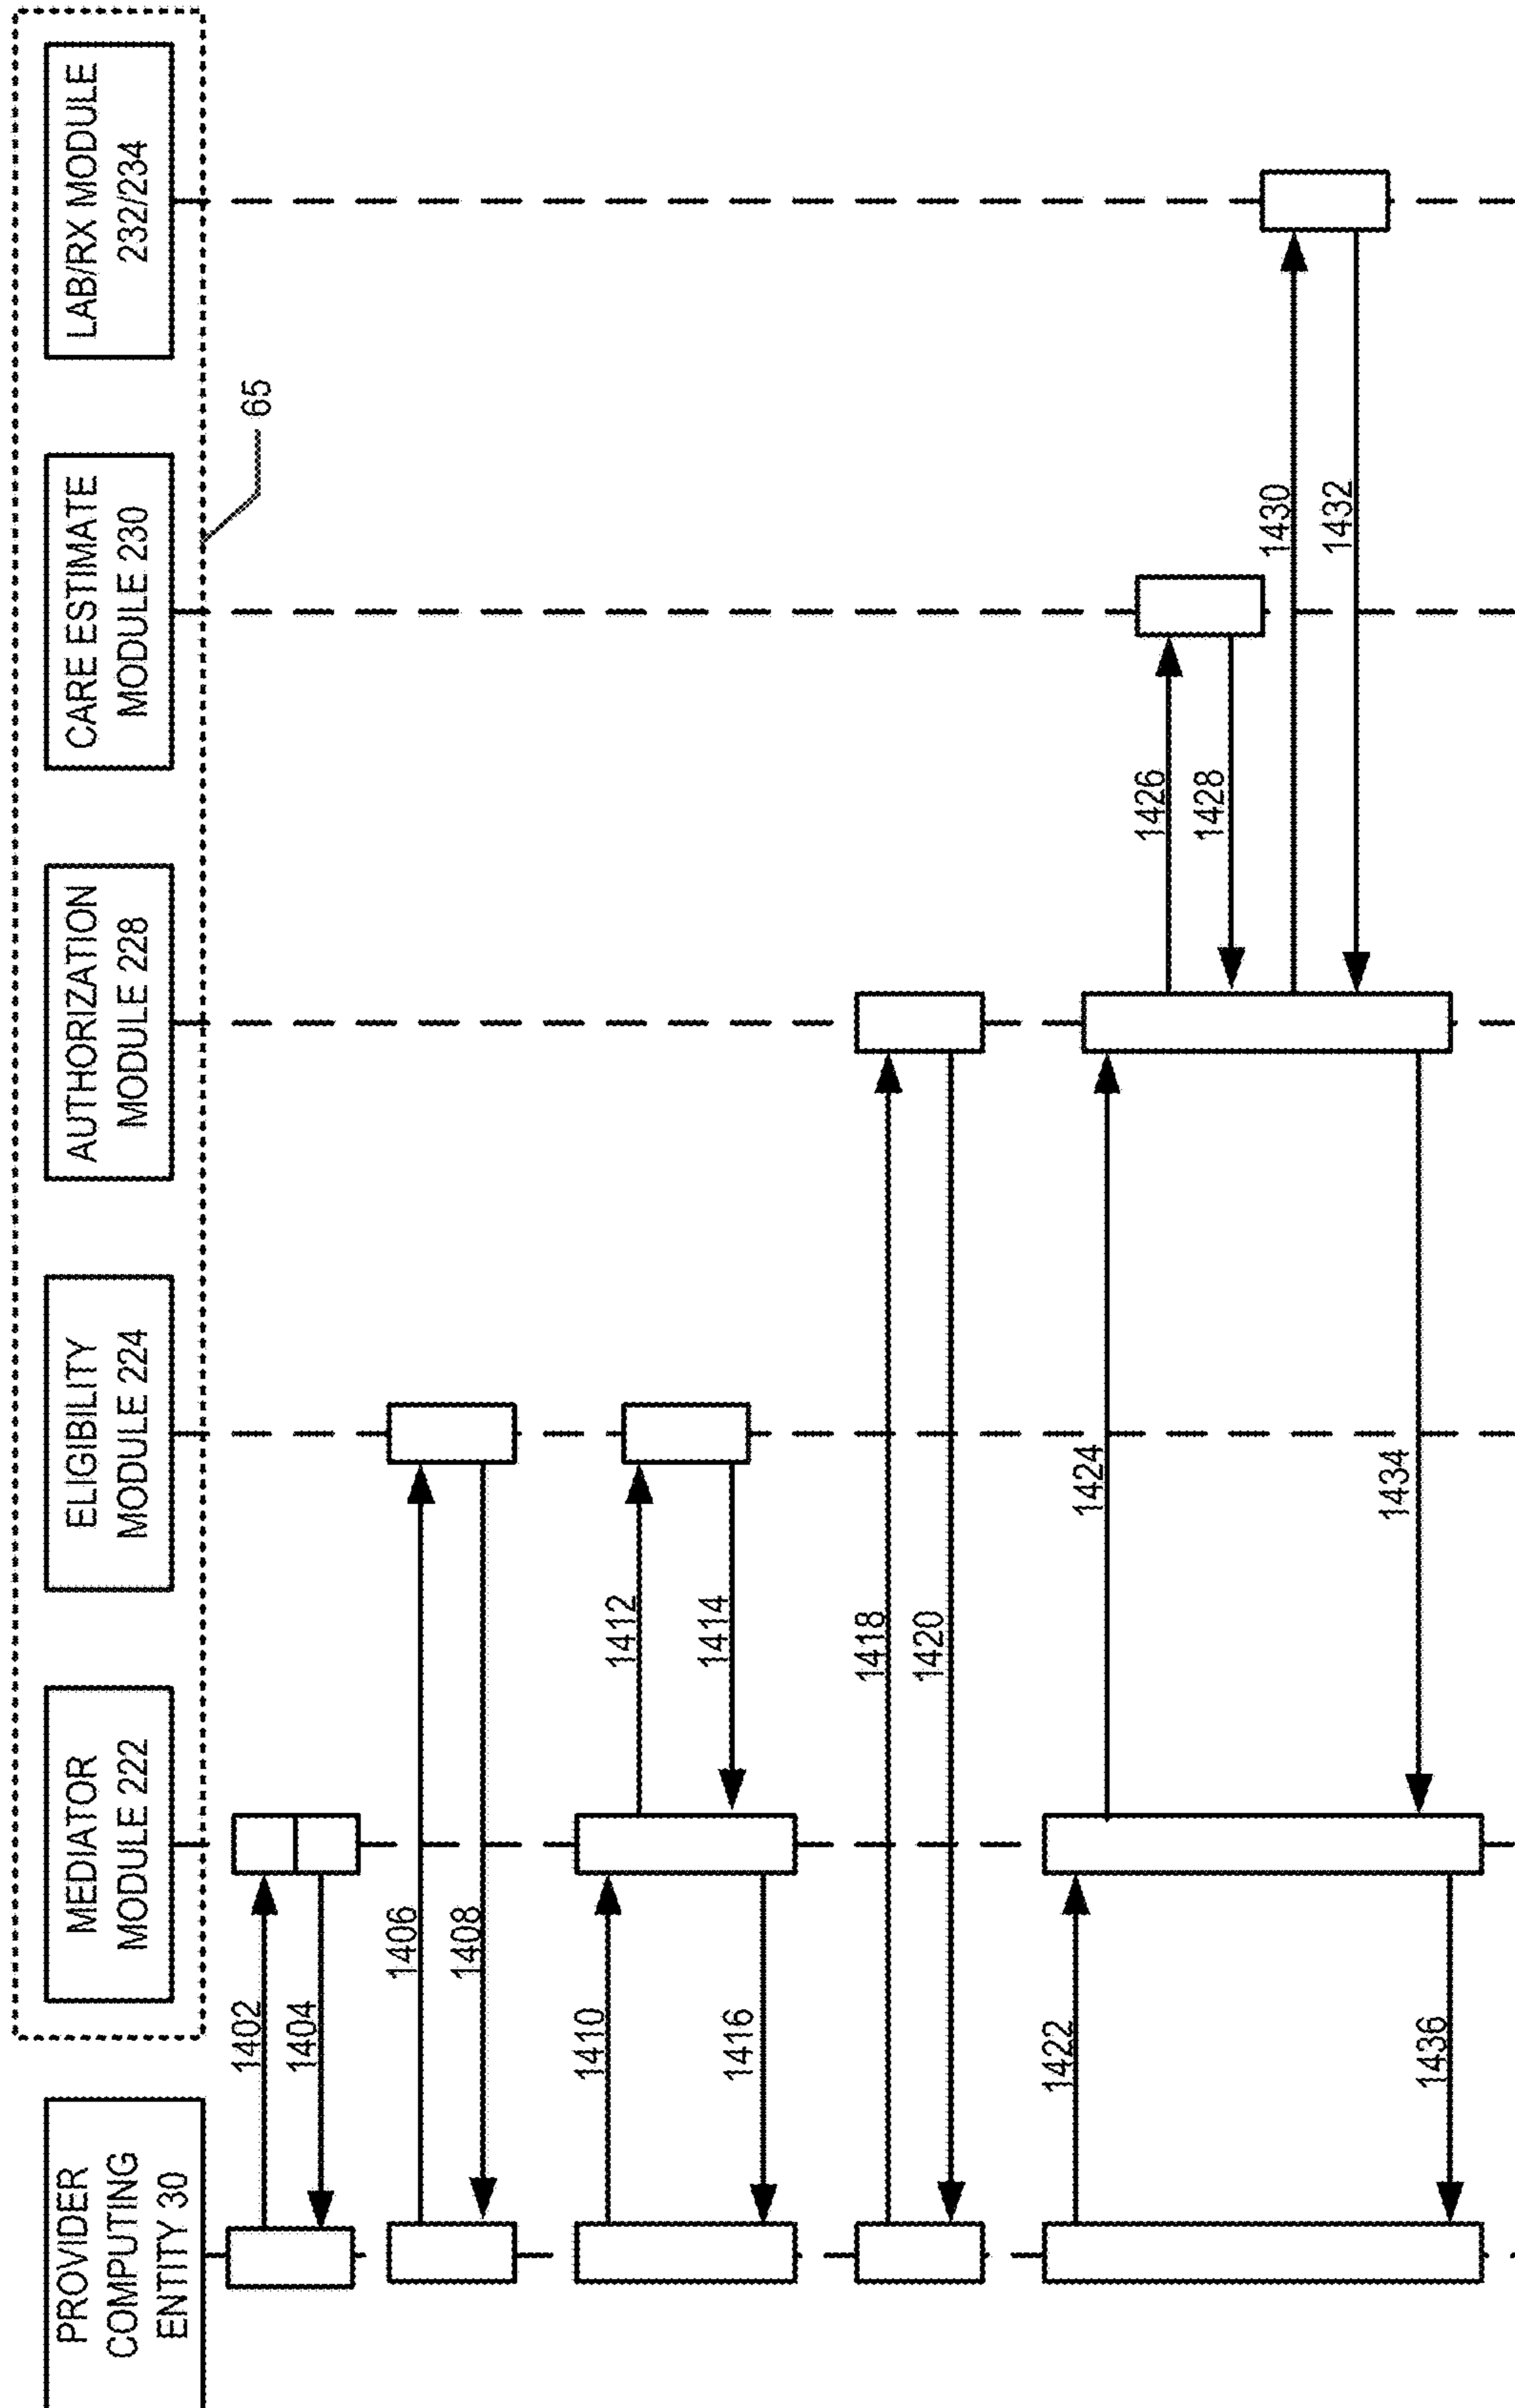 PROVIDER
COMPUTING
ENTITY 30
MEDIATOR
MODULE 222
ELIGIBILITY
MODULE 224
AUTHORIZATION
MODULE 228
CARE ESTIMATE
MODULE 230
LAB/RX MODULE
232/234
65
1402
1404
1406
1408
1410
1412
1414
1416
1418
1420
1422
1424
1426
1428
1430
1432
1434
1436